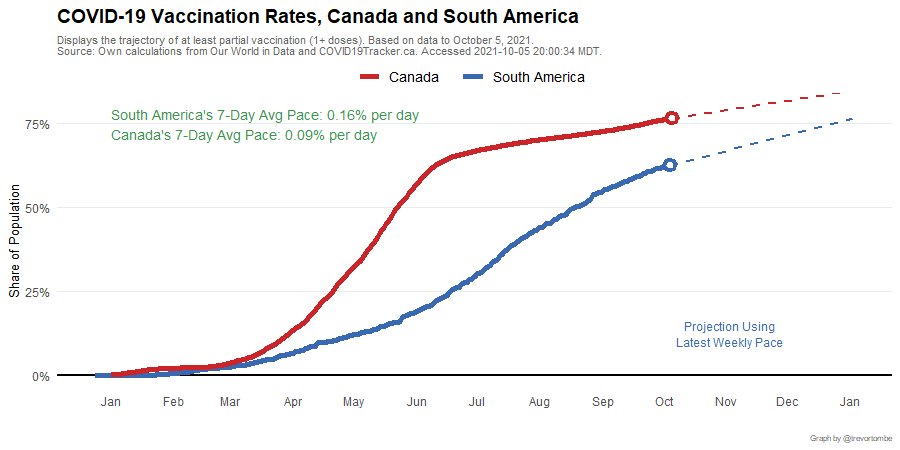 COVID-19 Vaccination Rates, Canada and South America
Displays the trajectory of at least partial vaccination (1+ doses). Based on data to October 5, 2021.
Source: Own calculations from Our World in Data and COVID19Tracker.ca. Accessed 2021-10-05 20:00:34 MDT.
Canada South America
South America's 7-Day Avg Pace: 0.16% per day
Canada's 7-Day Avg Pace: 0.09% per day
75%
50%
25%
0%
Share of Population
Projection Using
Latest Weekly Pace
Jan Feb Mar Apr May Jun Jul Aug Sep Oct Nov Dec Jan
Graph by @trevortombe